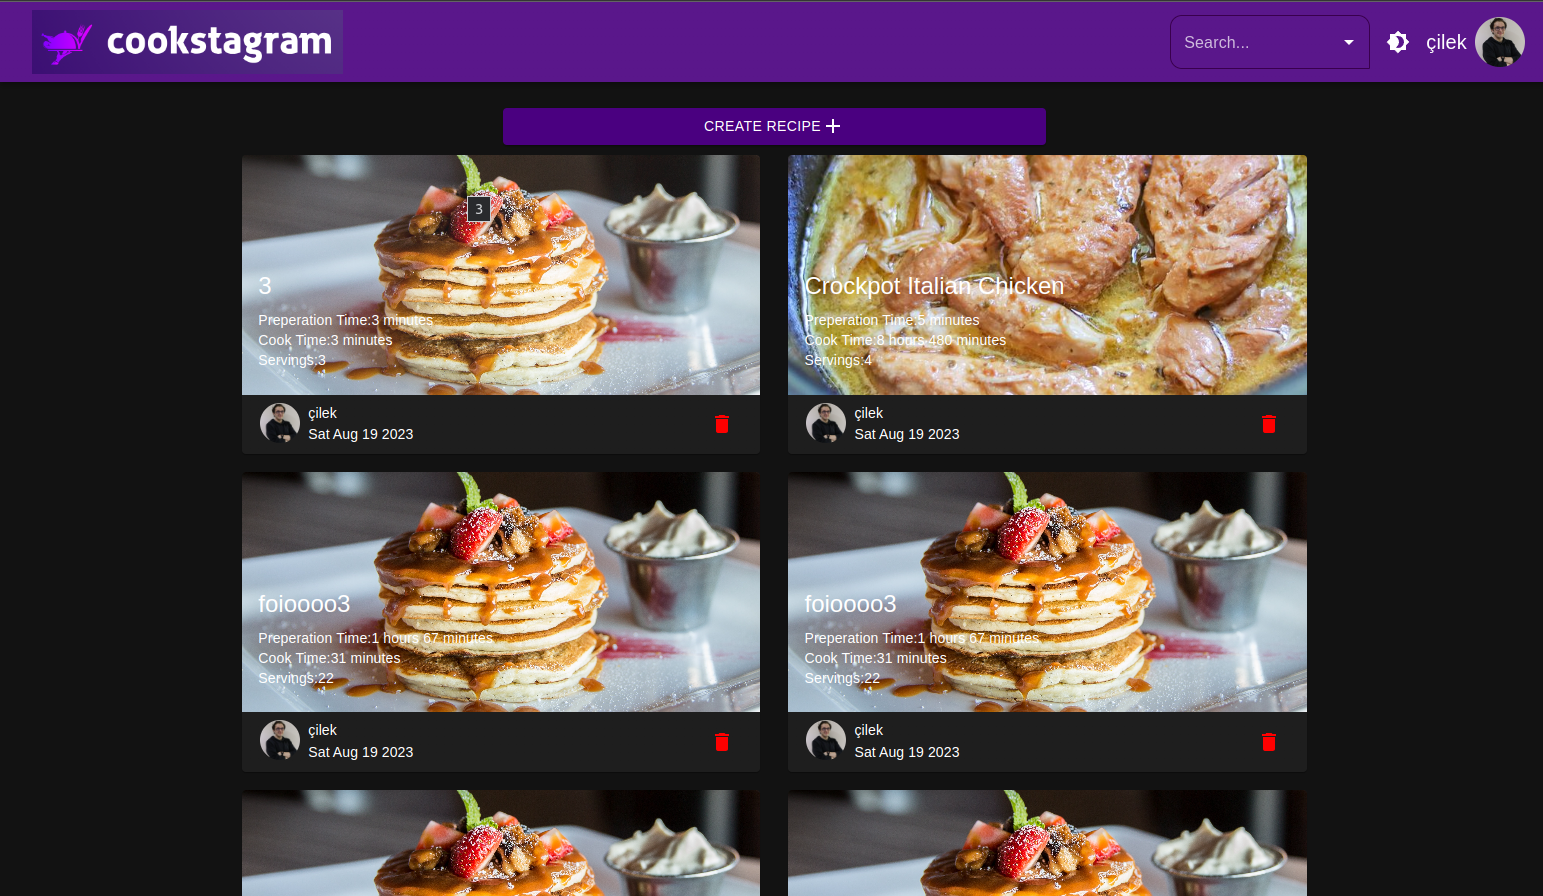 cookstagram
Search...
çilek
CREATE RECIPE
3
3
Preperation Time:3 minutes
Cook Time:3 minutes
Servings:3
çilek
Sat Aug 19 2023
Crockpot Italian Chicken
Preperation Time:5 minutes
Cook Time:8 hours 480 minutes
Servings:4
çilek
Sat Aug 19 2023
foioooo3
Preperation Time:1 hours 67 minutes
Cook Time:31 minutes
Servings:22
çilek
Sat Aug 19 2023
foioooo3
Preperation Time:1 hours 67 minutes
Cook Time:31 minutes
Servings:22
çilek
Sat Aug 19 2023